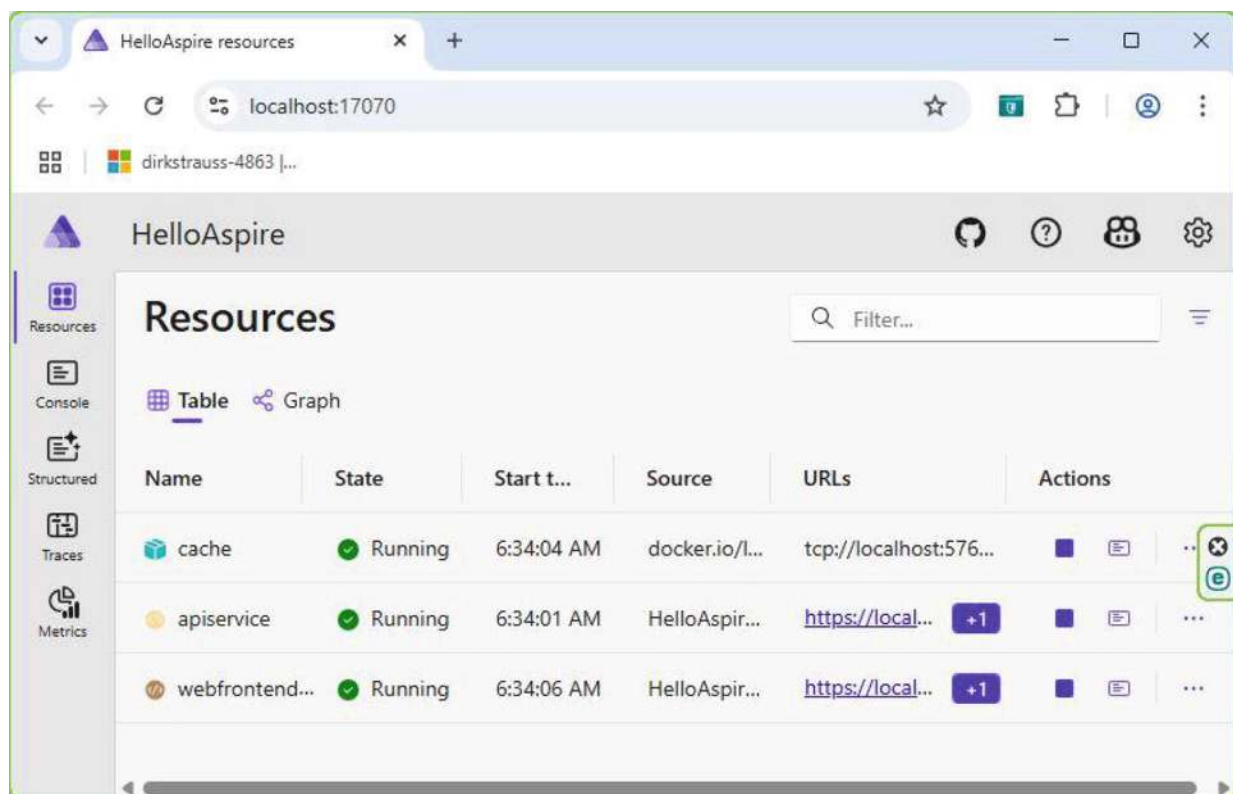 HelloAspire resources
localhost:17070
dirkstrauss-4863 |...
HelloAspire
Resources
Filter...
Resources
Console
Structured
Traces
Metrics
Table Graph
Name State Start t... Source URLs Actions
cache Running 6:34:04 AM docker.io/l... tcp://localhost:576...
apiservice Running 6:34:01 AM HelloAspir... https://local... +1
webfrontend... Running 6:34:06 AM HelloAspir... https://local... +1